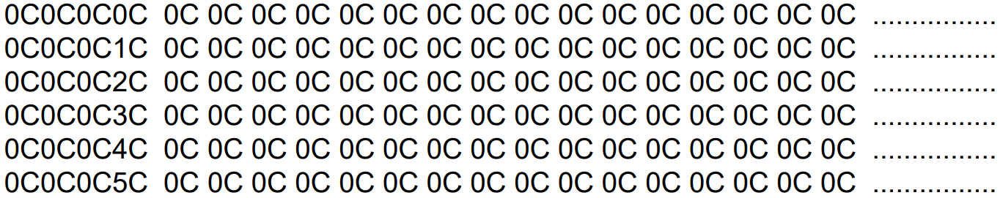 0C0C0C0C 0C 0C 0C 0C 0C 0C 0C 0C 0C 0C 0C 0C 0C 0C 0C 0C ................
0C0C0C1C 0C 0C 0C 0C 0C 0C 0C 0C 0C 0C 0C 0C 0C 0C 0C 0C ................
0C0C0C2C 0C 0C 0C 0C 0C 0C 0C 0C 0C 0C 0C 0C 0C 0C 0C 0C ................
0C0C0C3C 0C 0C 0C 0C 0C 0C 0C 0C 0C 0C 0C 0C 0C 0C 0C 0C ................
0C0C0C4C 0C 0C 0C 0C 0C 0C 0C 0C 0C 0C 0C 0C 0C 0C 0C 0C ................
0C0C0C5C 0C 0C 0C 0C 0C 0C 0C 0C 0C 0C 0C 0C 0C 0C 0C 0C ................